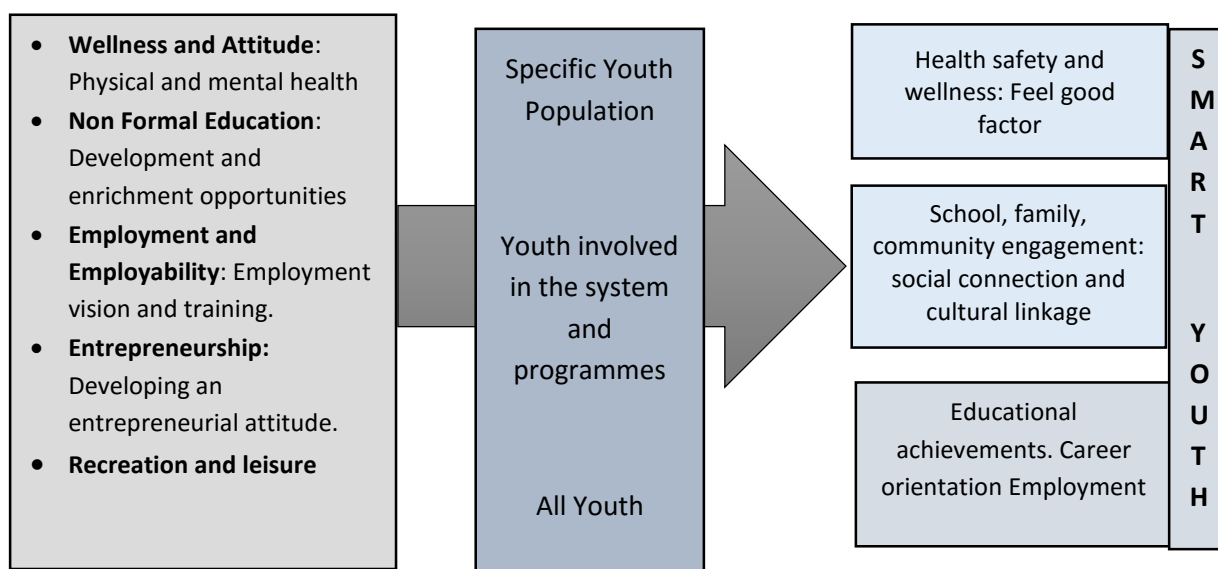 • Wellness and Attitude:
Physical and mental health
• Non Formal Education:
Development and
enrichment opportunities
• Employment and
Employability: Employment
vision and training.
• Entrepreneurship:
Developing an
entrepreneurial attitude.
• Recreation and leisure
Specific Youth
Population
Youth involved
in the system
and
programmes
All Youth
Health safety and
wellness: Feel good
factor
School, family,
community engagement:
social connection and
cultural linkage
Educational
achievements. Career
orientation Employment
S
M
A
R
T
Y
O
U
T
H